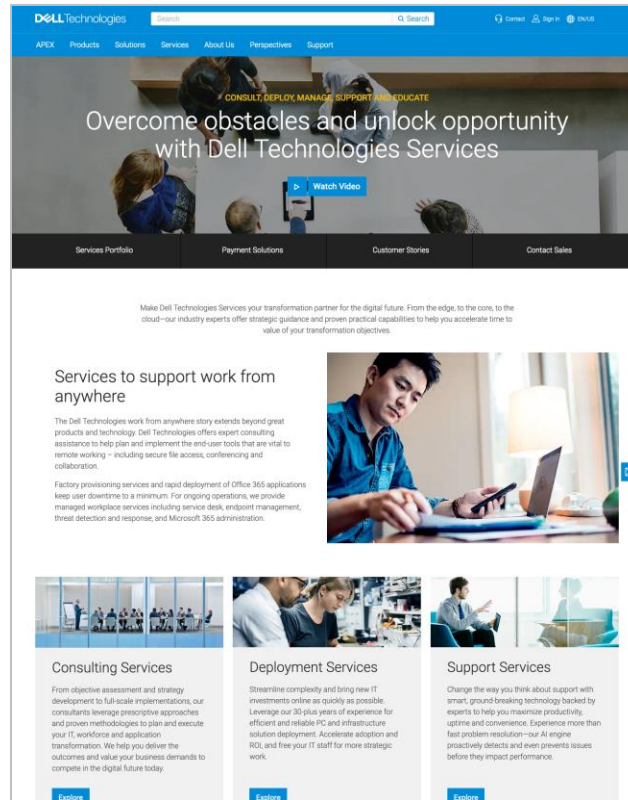 DELLTechnologies
Search
Search
Contact
Sign In
EN/US
APEX
Products
Solutions
Services
About Us
Perspectives
Support
CONSULT, DEPLOY, MANAGE, SUPPORT AND EDUCATE
Overcome obstacles and unlock opportunity
with Dell Technologies Services
Watch Video
Services Portfolio
Payment Solutions
Customer Stories
Contact Sales
Make Dell Technologies Services your transformation partner for the digital future. From the edge, to the core, to the
cloud—our industry experts offer strategic guidance and proven practical capabilities to help you accelerate time to
value of your transformation objectives.
Services to support work from
anywhere
The Dell Technologies work from anywhere story extends beyond great
products and technology. Dell Technologies offers expert consulting
assistance to help plan and implement the end-user tools that are vital to
remote working – including secure file access, conferencing and
collaboration.
Factory provisioning services and rapid deployment of Office 365 applications
keep user downtime to a minimum. For ongoing operations, we provide
managed workplace services including service desk, endpoint management,
threat detection and response, and Microsoft 365 administration.
Consulting Services
From objective assessment and strategy
development to full-scale implementations, our
consultants leverage prescriptive approaches
and proven methodologies to plan and execute
your IT, workforce and application
transformation. We help you deliver the
outcomes and value your business demands to
compete in the digital future today.
Explore
Deployment Services
Streamline complexity and bring new IT
investments online as quickly as possible.
Leverage our 30-plus years of experience for
efficient and reliable PC and infrastructure
solution deployment. Accelerate adoption and
ROI, and free your IT staff for more strategic
work.
Explore
Support Services
Change the way you think about support with
smart, ground-breaking technology backed by
experts to help you maximize productivity,
uptime and convenience. Experience more than
fast problem resolution—our AI engine
proactively detects and even prevents issues
before they impact performance.
Explore